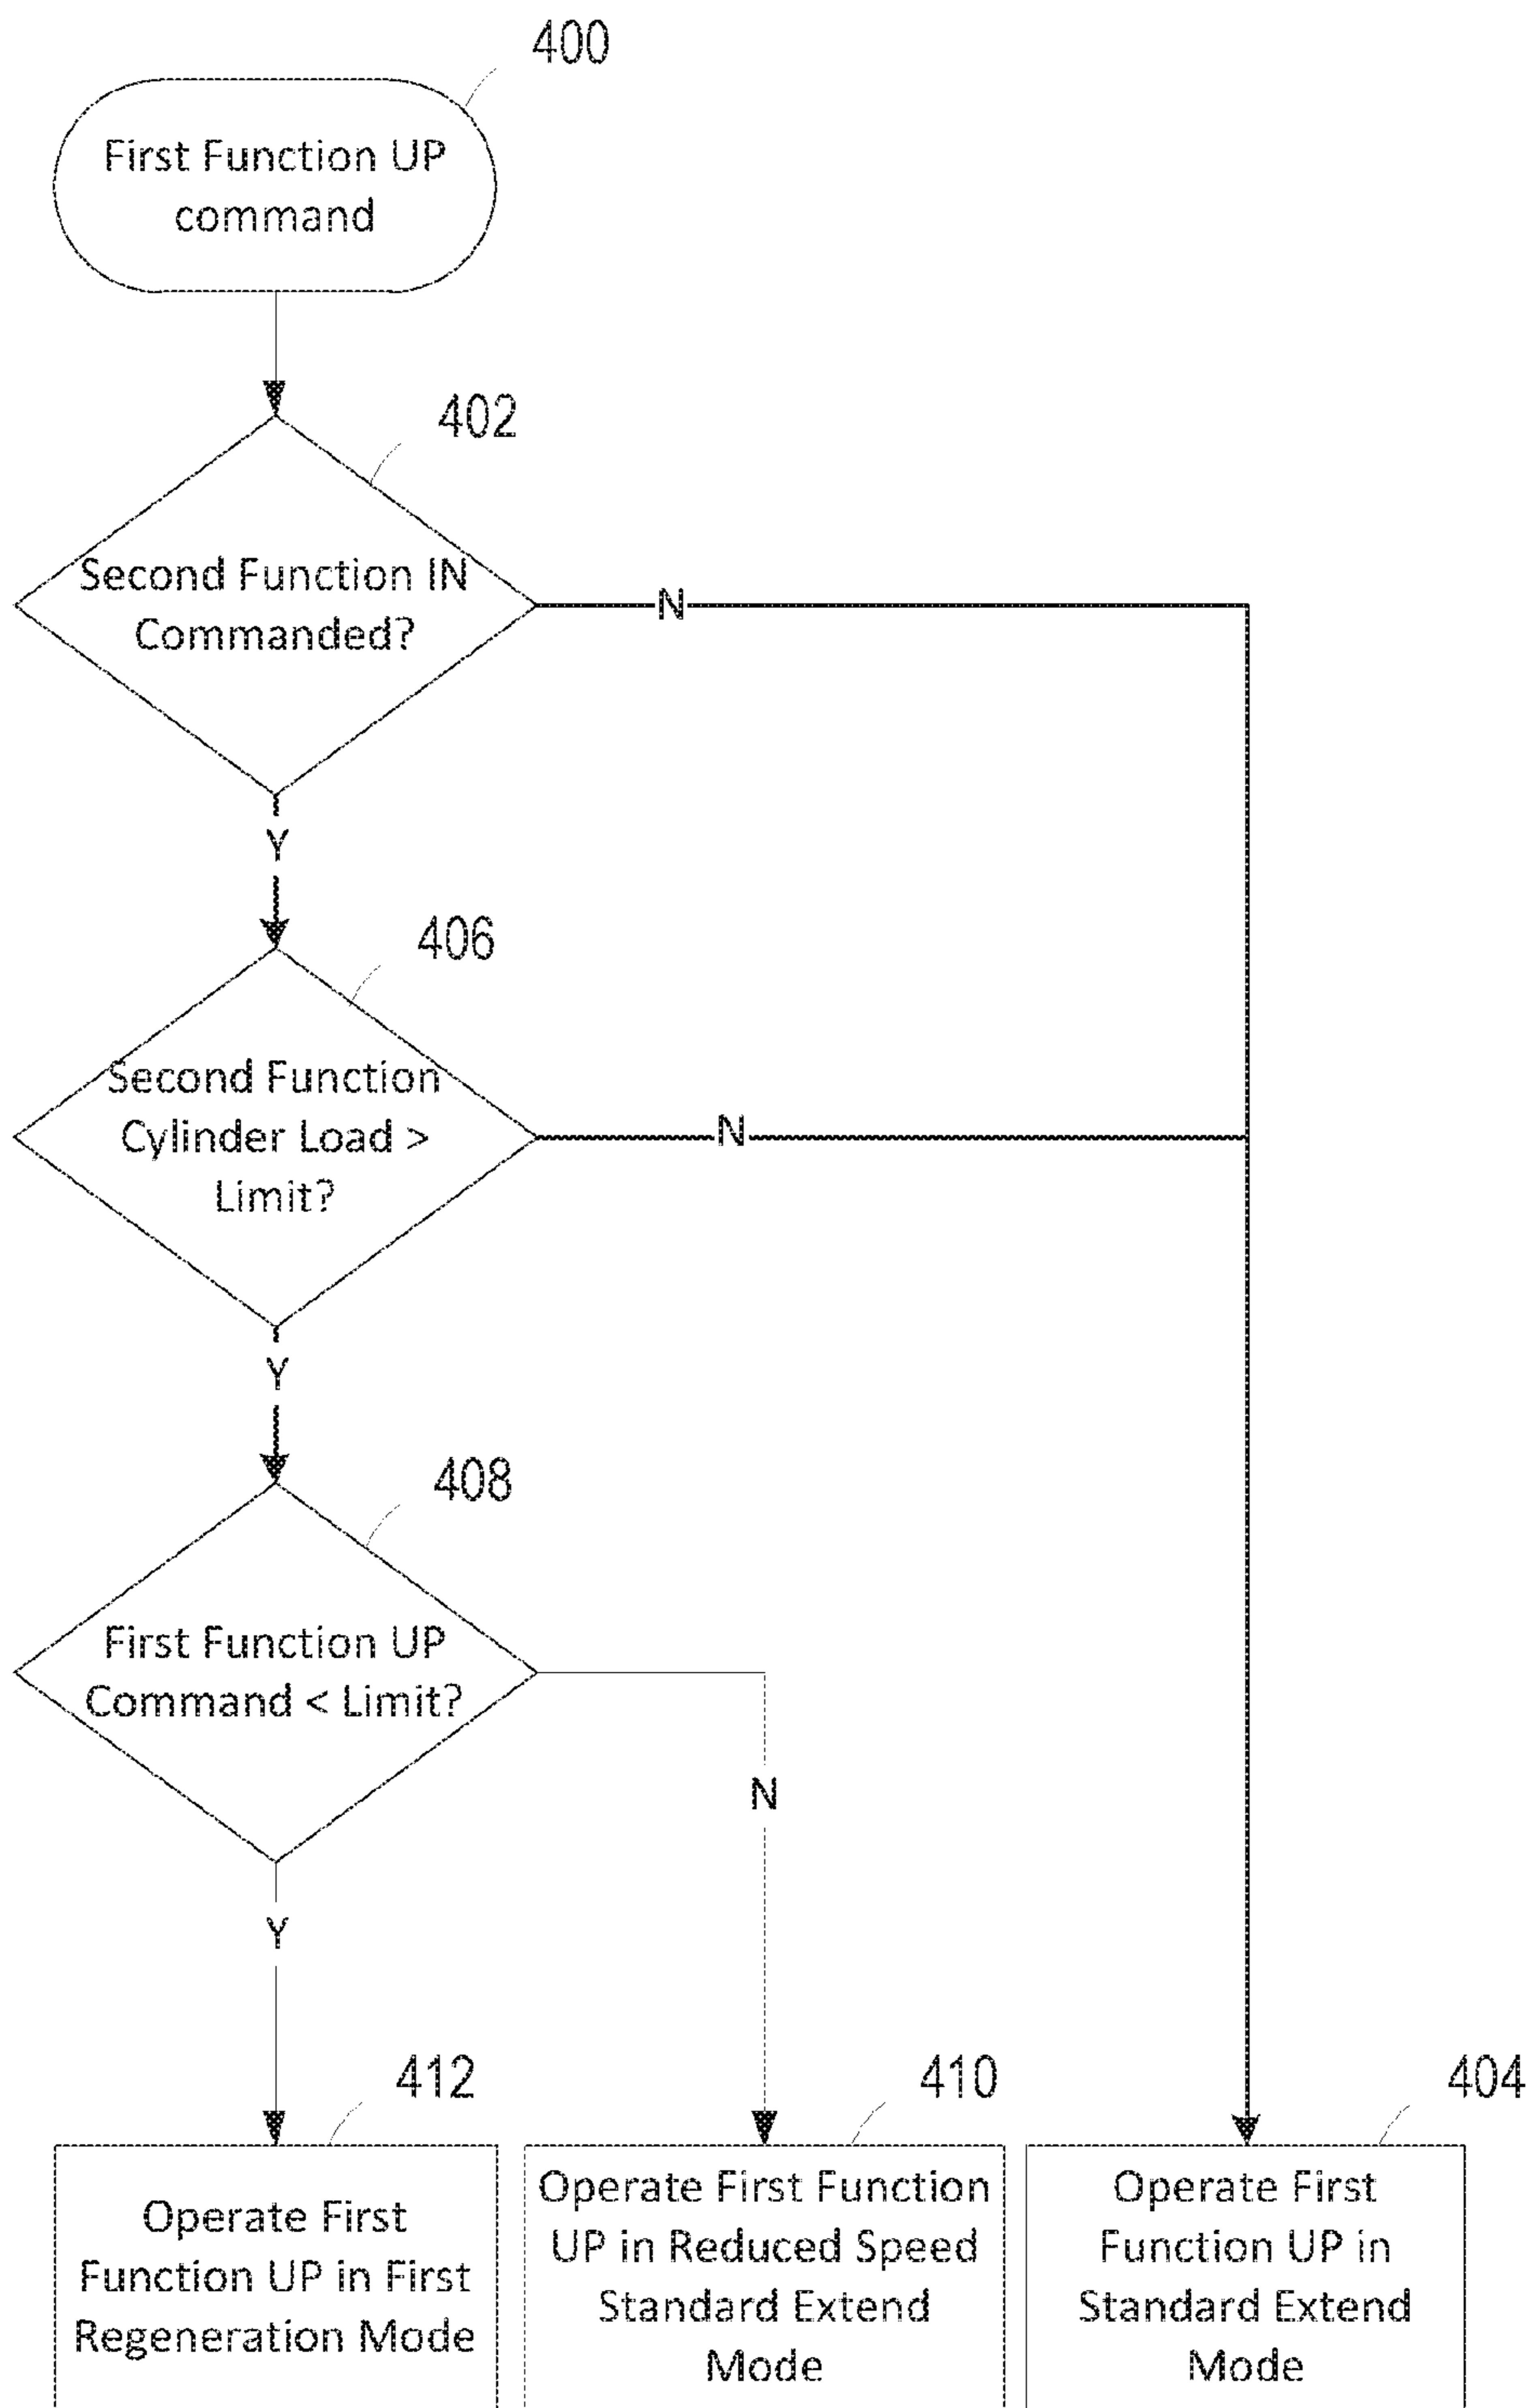 400
First Function UP
command
402
Second Function IN
Commanded?
N
Y
406
Second Function
Cylinder Load >
Limit?
N
Y
408
First Function UP
Command < Limit?
N
Y
412
410
404
Operate First
Function UP in First
Regeneration Mode
Operate First Function
UP in Reduced Speed
Standard Extend
Mode
Operate First
Function UP in
Standard Extend
Mode